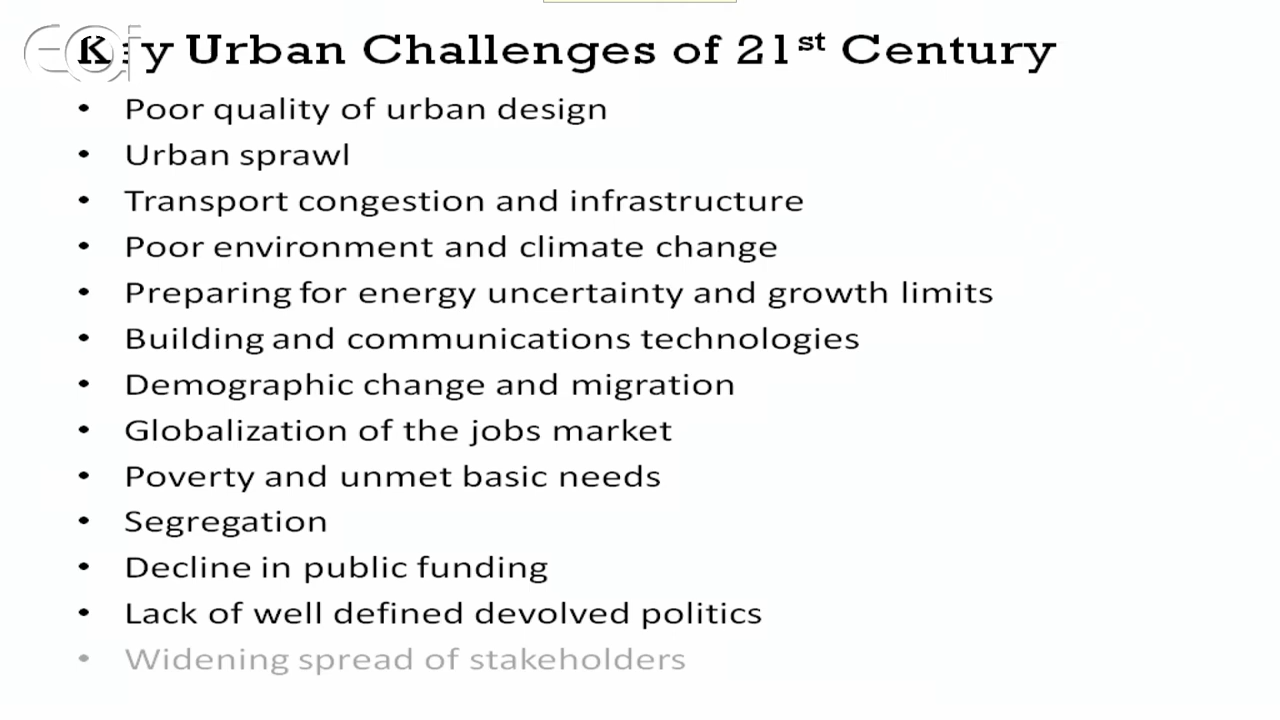 Key Urban Challenges of 21st Century
• Poor quality of urban design
• Urban sprawl
• Transport congestion and infrastructure
• Poor environment and climate change
• Preparing for energy uncertainty and growth limits
• Building and communications technologies
• Demographic change and migration
• Globalization of the jobs market
• Poverty and unmet basic needs
• Segregation
• Decline in public funding
• Lack of well defined devolved politics
• Widening spread of stakeholders